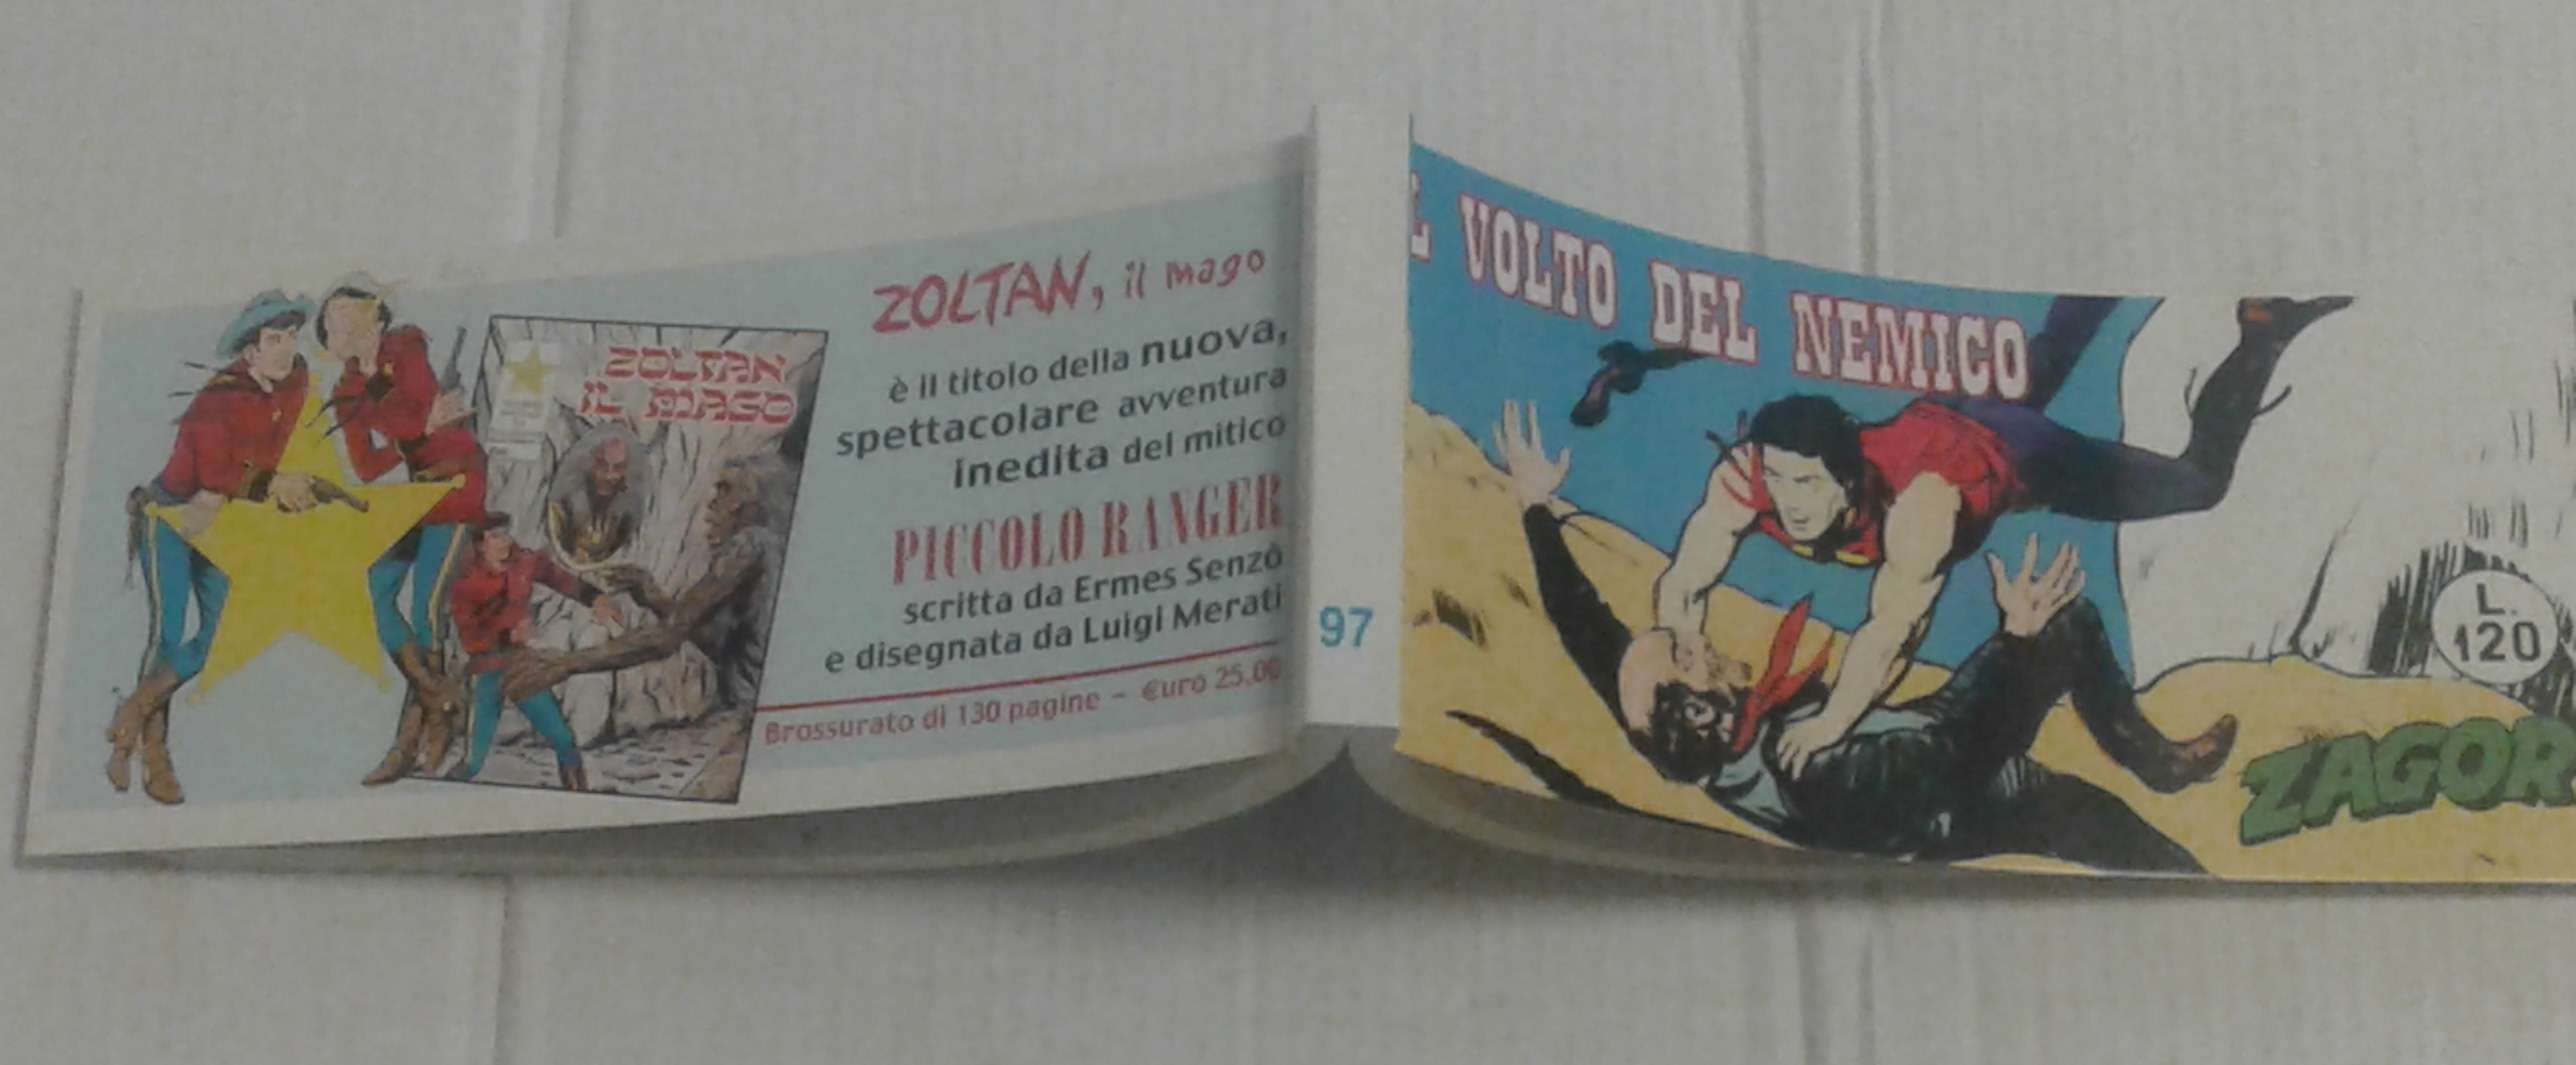 ZOLTAN
IL MAGO
ZOLTAN, il mago
è il titolo della nuova,
spettacolare avventura
inedita del mitico
PICCOLO RANGER
scritta da Ermes Senzò
e disegnata da Luigi Merati
Brossurato di 130 pagine - €uro 25,00
97
L VOLTO DEL NEMICO
L.
120
ZAGOR